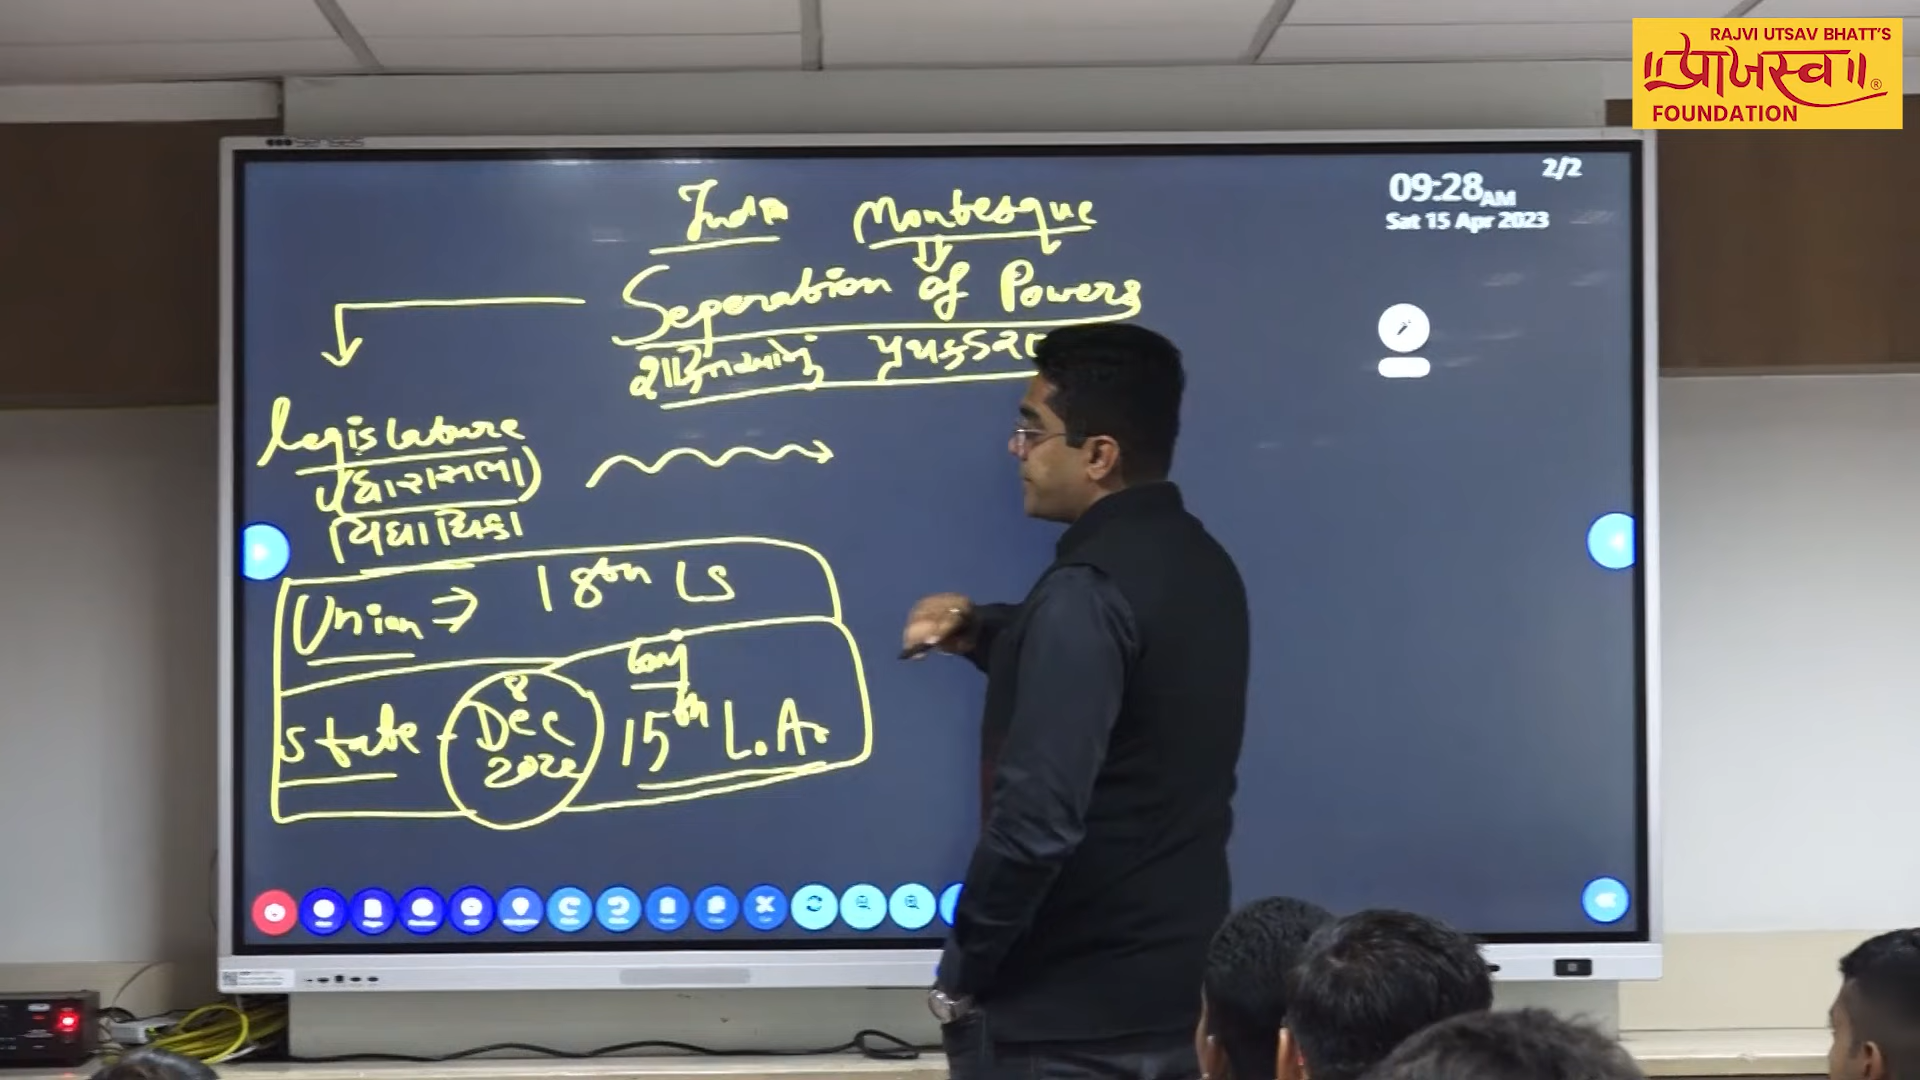 RAJVI UTSAV BHATT'S
॥प्राजस्व॥®
FOUNDATION
2/2
09:28AM
Sat 15 Apr 2023
India Montesque
Seperation of Powers
legislature
(ધારાસભા)
વિધાયિકા
Union → 18th LS
Guj
State - 8 Dec 2022 15th L.A.